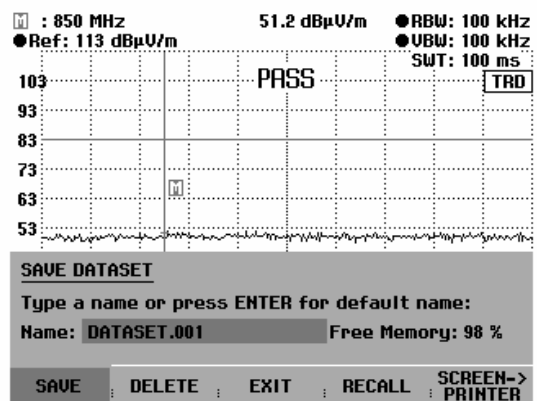 M : 850 MHz 51.2 dBµV/m ●RBW: 100 kHz
●Ref: 113 dBµV/m ●VBW: 100 kHz
SWT: 100 ms
103 PASS TRD
93
83
73
M
63
53
SAVE DATASET
Type a name or press ENTER for default name:
Name: DATASET.001 Free Memory: 98 %
SAVE DELETE EXIT RECALL SCREEN->
PRINTER